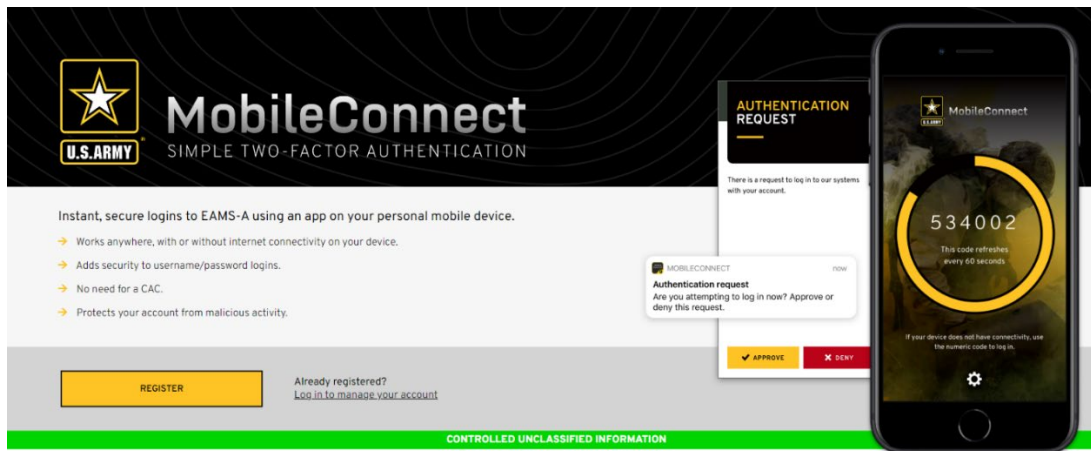 U.S.ARMY
MobileConnect
SIMPLE TWO-FACTOR AUTHENTICATION
Instant, secure logins to EAMS-A using an app on your personal mobile device.
→ Works anywhere, with or without internet connectivity on your device.
→ Adds security to username/password logins.
→ No need for a CAC.
→ Protects your account from malicious activity.
REGISTER
Already registered?
Log in to manage your account
AUTHENTICATION
REQUEST
There is a request to log in to our systems
with your account.
MOBILECONNECT now
Authentication request
Are you attempting to log in now? Approve or
deny this request.
APPROVE
DENY
U.S.ARMY
MobileConnect
534002
This code refreshes
every 60 seconds
If your device does not have connectivity, use
the numeric code to log in.
CONTROLLED UNCLASSIFIED INFORMATION